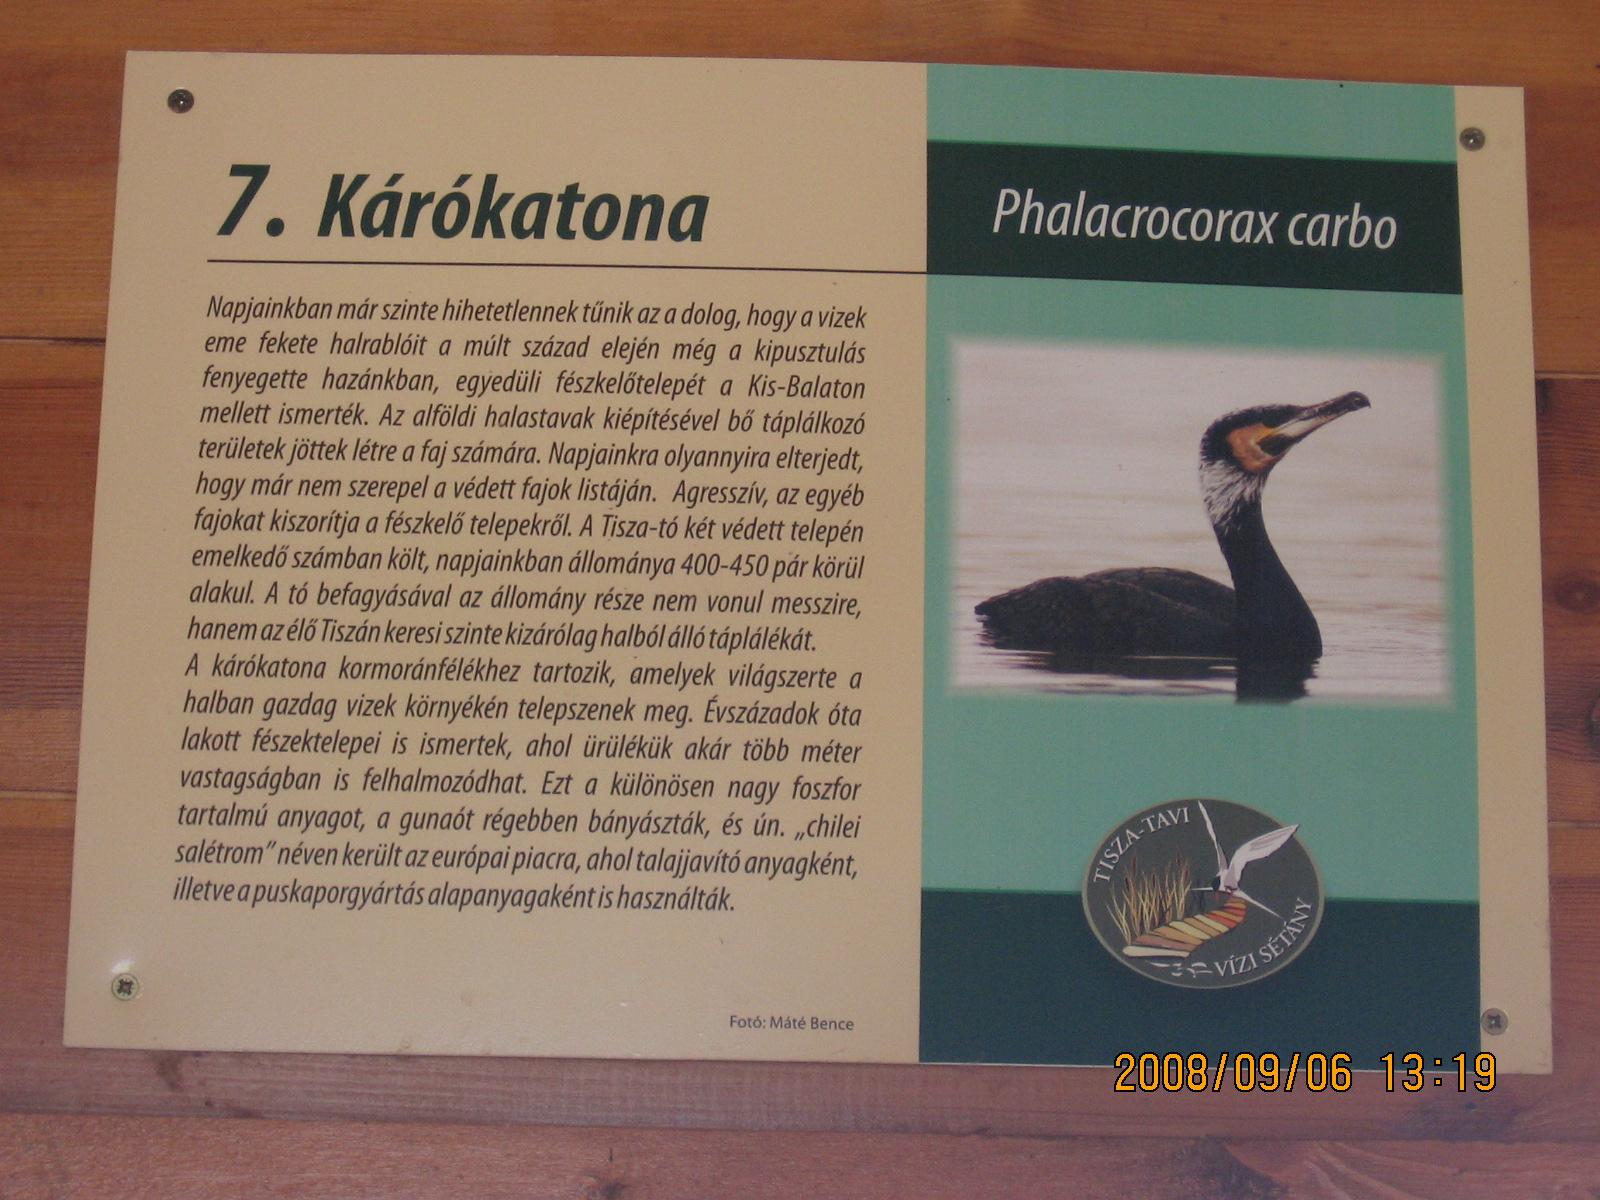 7. Kárókatona
Phalacrocorax carbo
Napjainkban már szinte hihetetlennek tűnik az a dolog, hogy a vizek
eme fekete halrablóit a múlt század elején még a kipusztulás
fenyegette hazánkban, egyedüli fészkelőtelepét a Kis-Balaton
mellett ismerték. Az alföldi halastavak kiépítésével bő táplálkozó
területek jöttek létre a faj számára. Napjainkra olyannyira elterjedt,
hogy már nem szerepel a védett fajok listáján. Agresszív, az egyéb
fajokat kiszorítja a fészkelő telepekről. A Tisza-tó két védett telepén
emelkedő számban költ, napjainkban állománya 400-450 pár körül
alakul. A tó befagyásával az állomány része nem vonul messzire,
hanem az élő Tiszán keresi szinte kizárólag halból álló táplálékát.
A kárókatona kormoránfélékhez tartozik, amelyek világszerte a
halban gazdag vizek környékén telepszenek meg. Évszázadok óta
lakott fészektelepei is ismertek, ahol ürülékük akár több méter
vastagságban is felhalmozódhat. Ezt a különösen nagy foszfor
tartalmú anyagot, a gunaót régebben bányászták, és ún. „chilei
salétrom” néven került az európai piacra, ahol talajjavító anyagként,
illetve a puskaporgyártás alapanyagaként is használták.
Fotó: Máté Bence
TISZA-TAVI
VÍZI SÉTÁNY
2008/09/06 13:19